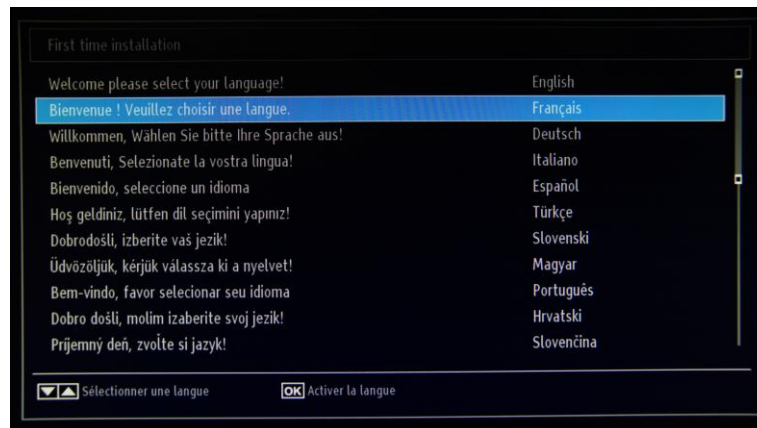 First time installation
Welcome please select your language! English
Bienvenue ! Veuillez choisir une langue. Français
Willkommen, Wählen Sie bitte Ihre Sprache aus! Deutsch
Benvenuti, Selezionate la vostra lingua! Italiano
Bienvenido, seleccione un idioma Español
Hoş geldiniz, lütfen dil seçimini yapınız! Türkçe
Dobrodošli, izberite vaš jezik! Slovenski
Üdvözöljük, kérjük válassza ki a nyelvet! Magyar
Bem-vindo, favor selecionar seu idioma Português
Dobro došli, molim izaberite svoj jezik! Hrvatski
Príjemný deň, zvoľte si jazyk! Slovenčina
Sélectionner une langue OK Activer la langue